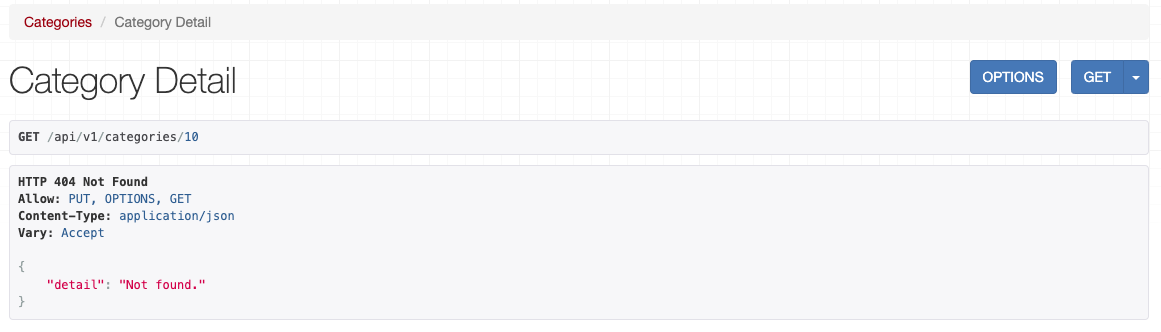 Categories / Category Detail
Category Detail
OPTIONS
GET
GET /api/v1/categories/10
HTTP 404 Not Found
Allow: PUT, OPTIONS, GET
Content-Type: application/json
Vary: Accept
{
    "detail": "Not found."
}